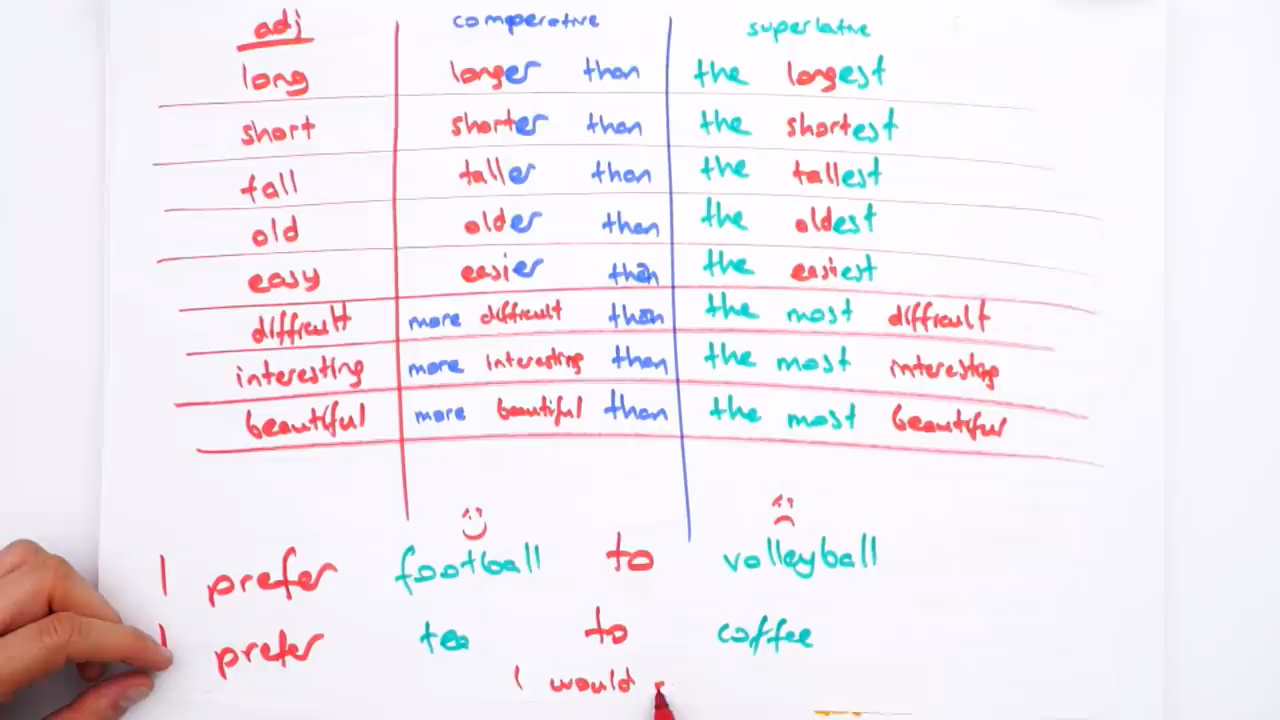 adj comperative superlative
long longer than the longest
short shorter than the shortest
tall taller than the tallest
old older than the oldest
easy easier than the easiest
difficult more difficult than the most difficult
interesting more interesting than the most interesting
beautiful more beautiful than the most beautiful
I prefer football to volleyball
I prefer tea to coffee
I would